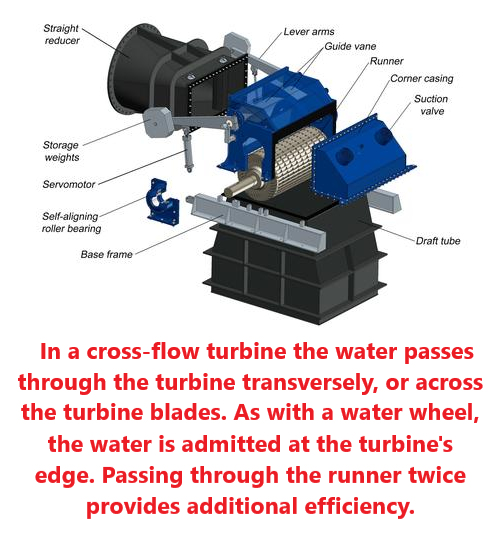 Straight
reducer
Lever arms
Guide vane
Runner
Corner casing
Suction
valve
Storage
weights
Servomotor
Self-aligning
roller bearing
Base frame
Draft tube
In a cross-flow turbine the water passes
through the turbine transversely, or across
the turbine blades. As with a water wheel,
the water is admitted at the turbine's
edge. Passing through the runner twice
provides additional efficiency.